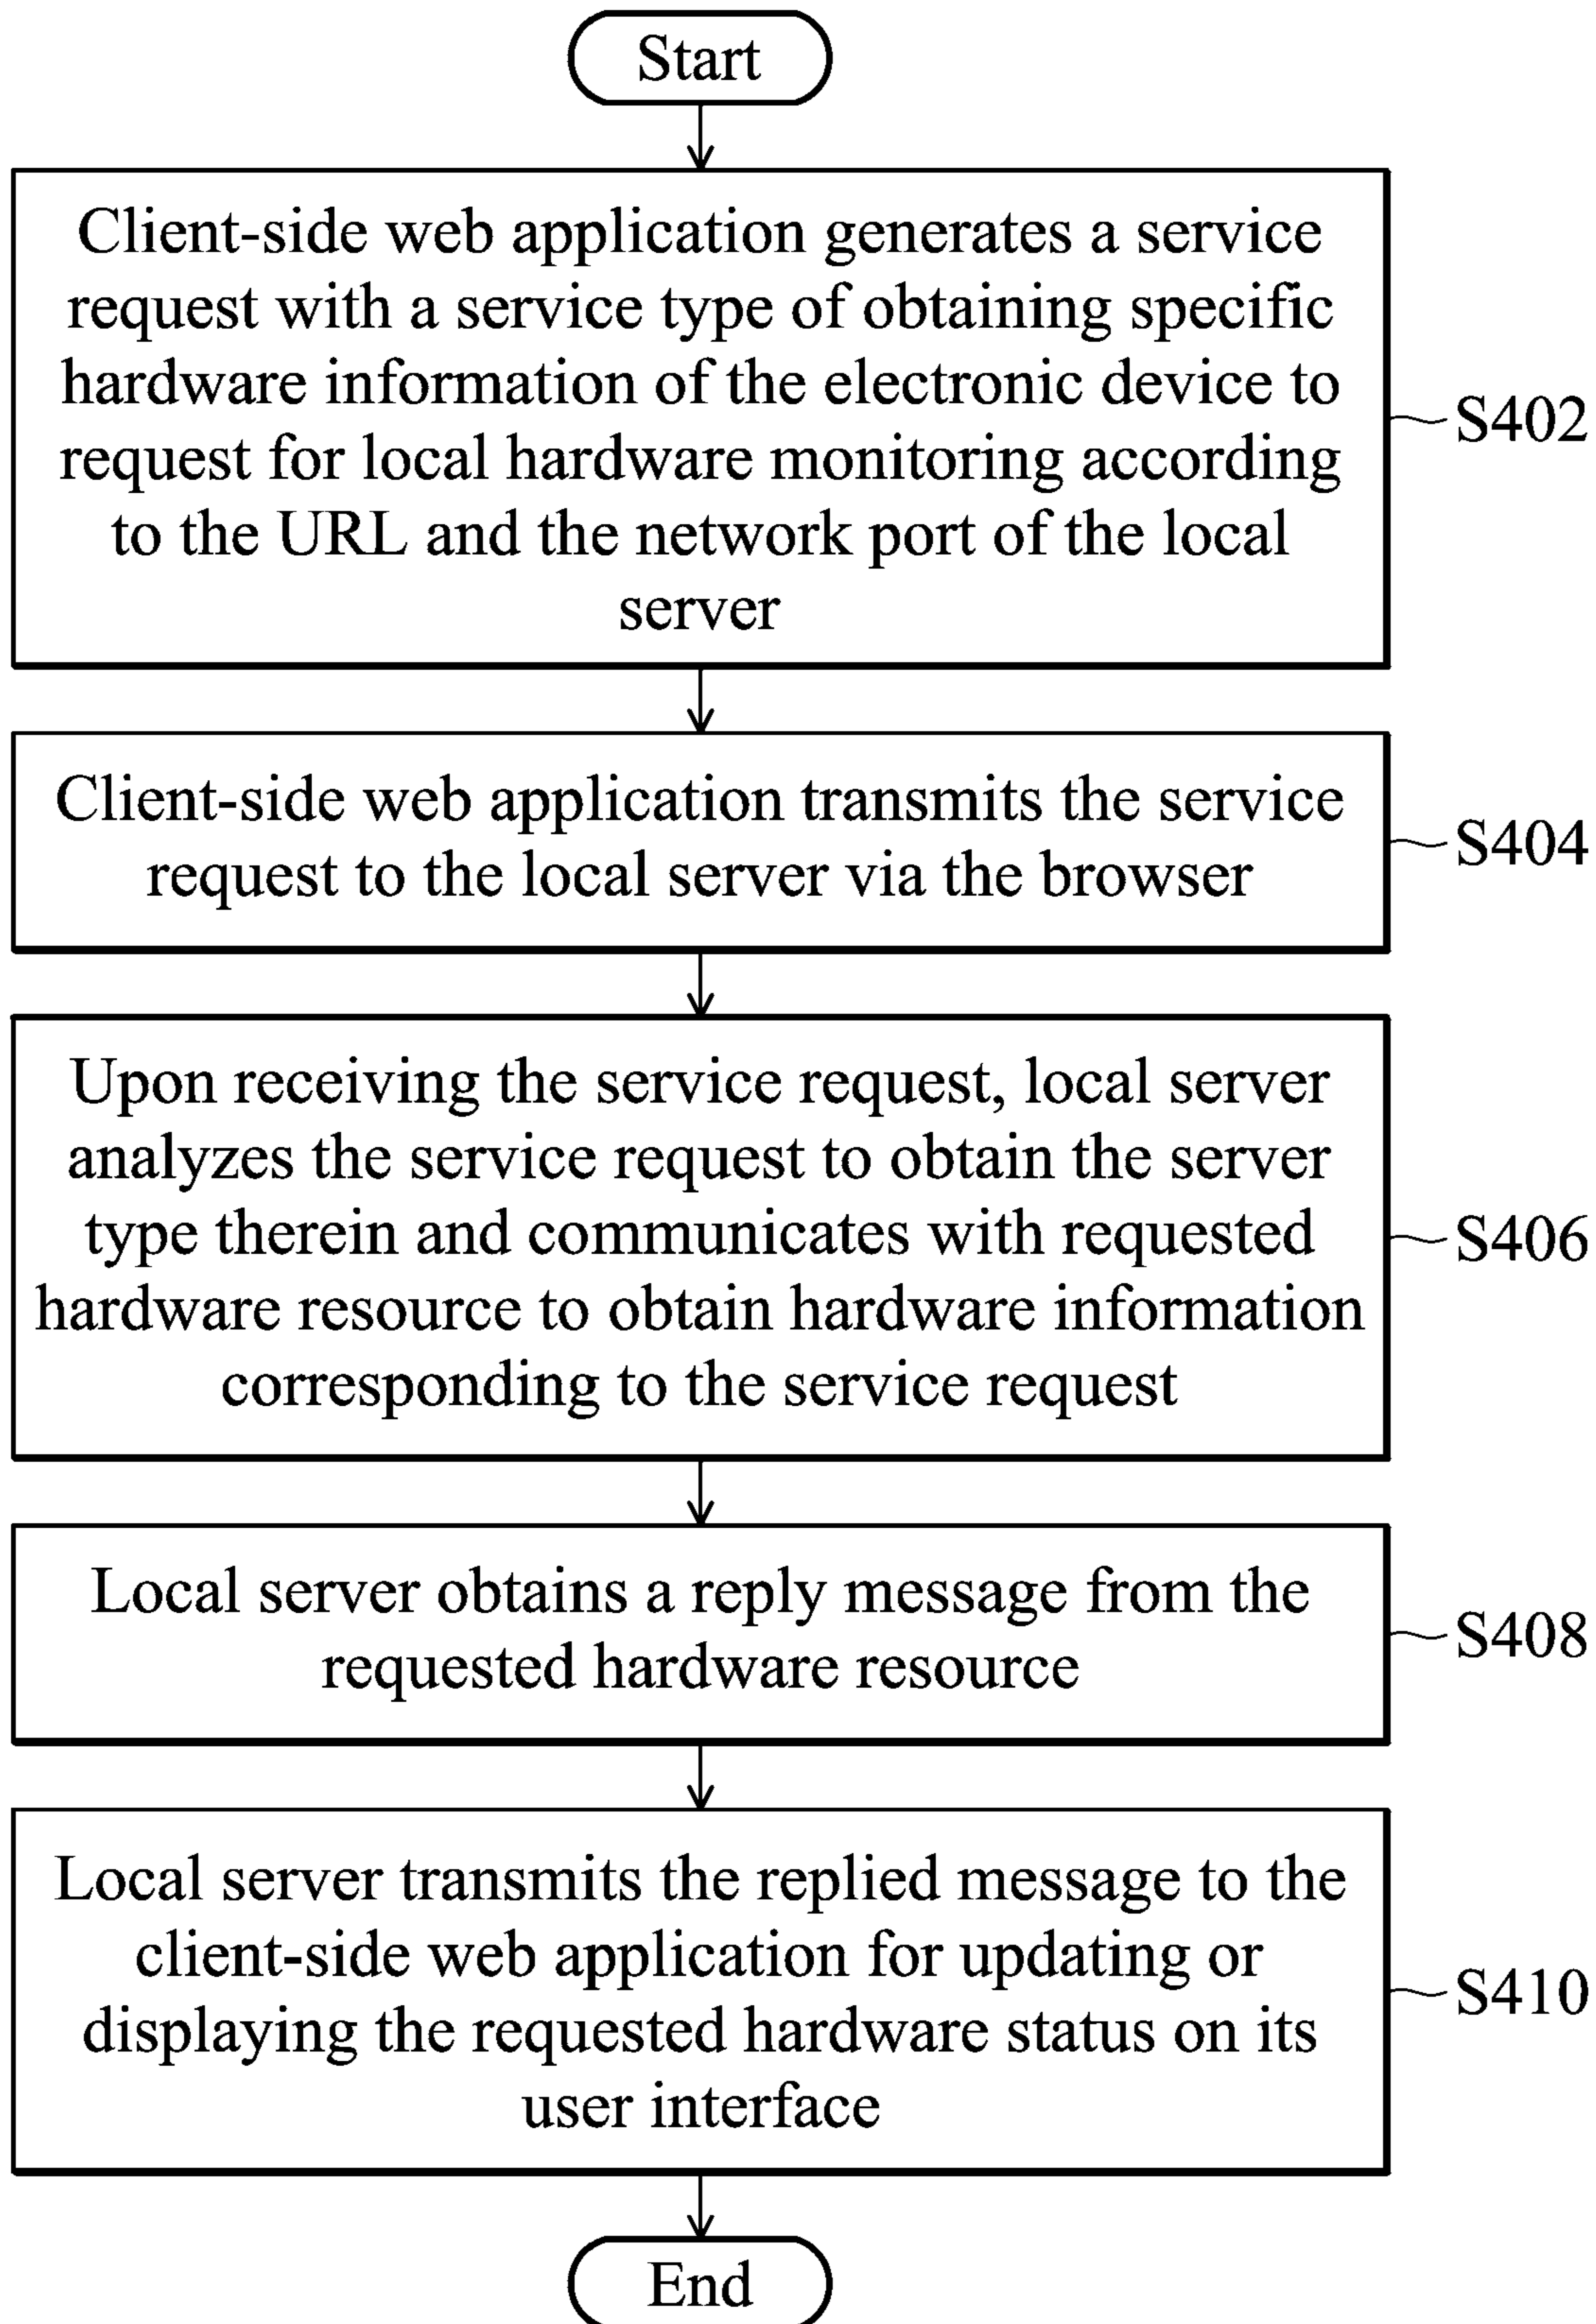 Start
Client-side web application generates a service
request with a service type of obtaining specific
hardware information of the electronic device to
request for local hardware monitoring according
to the URL and the network port of the local
server
S402
Client-side web application transmits the service
request to the local server via the browser
S404
Upon receiving the service request, local server
analyzes the service request to obtain the server
type therein and communicates with requested
hardware resource to obtain hardware information
corresponding to the service request
S406
Local server obtains a reply message from the
requested hardware resource
S408
Local server transmits the replied message to the
client-side web application for updating or
displaying the requested hardware status on its
user interface
S410
End